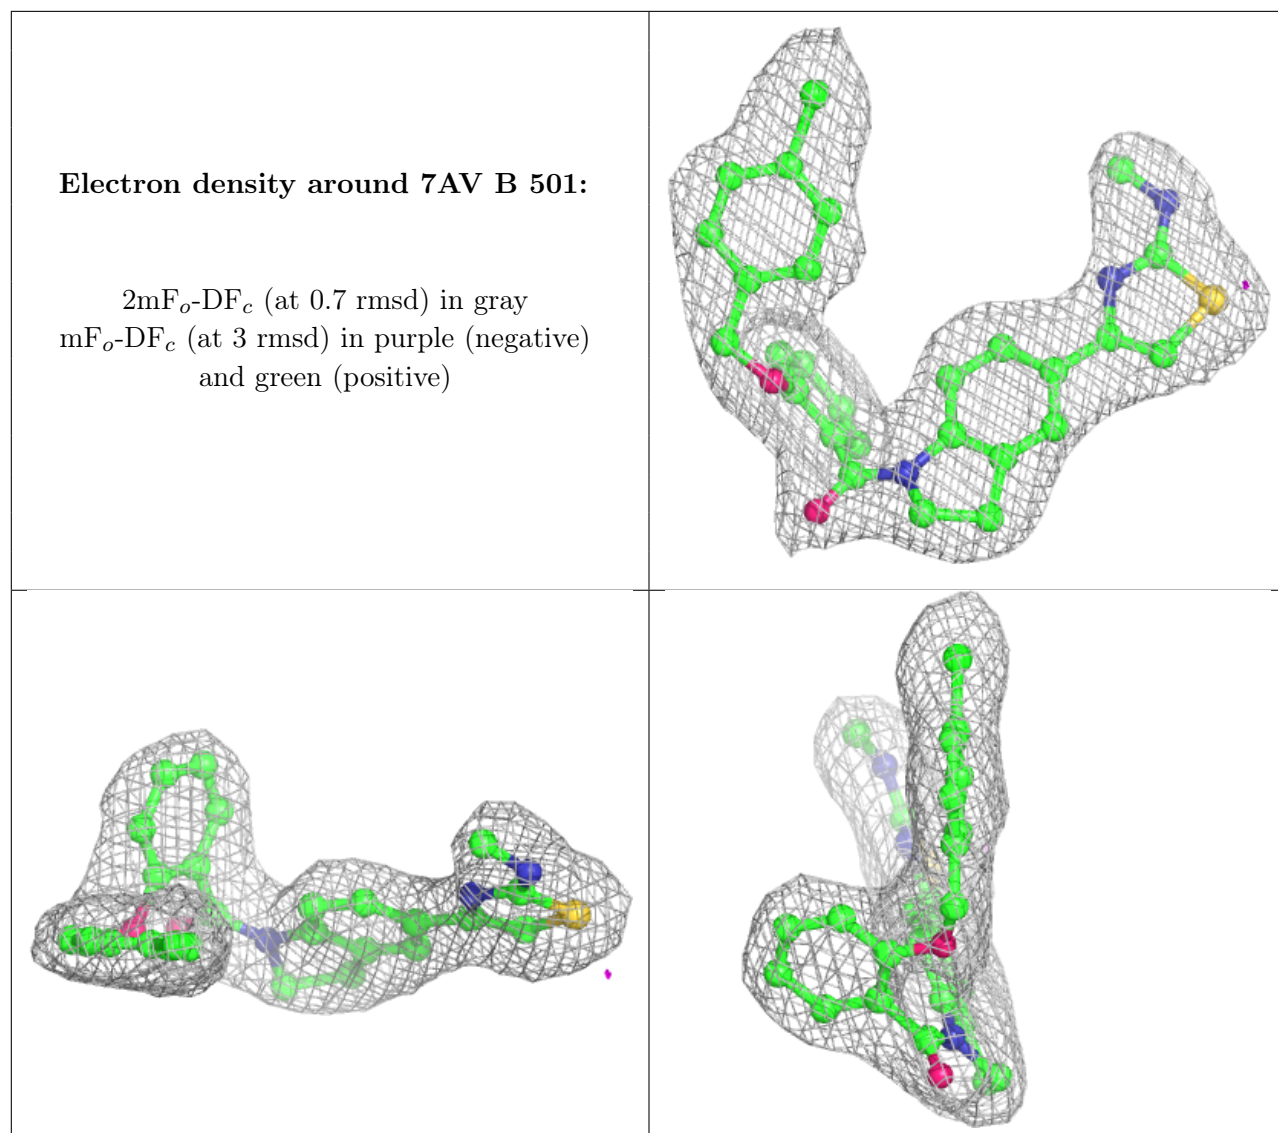 Electron density around 7AV B 501:
2mFo-DFc (at 0.7 rmsd) in gray
mFo-DFc (at 3 rmsd) in purple (negative)
and green (positive)